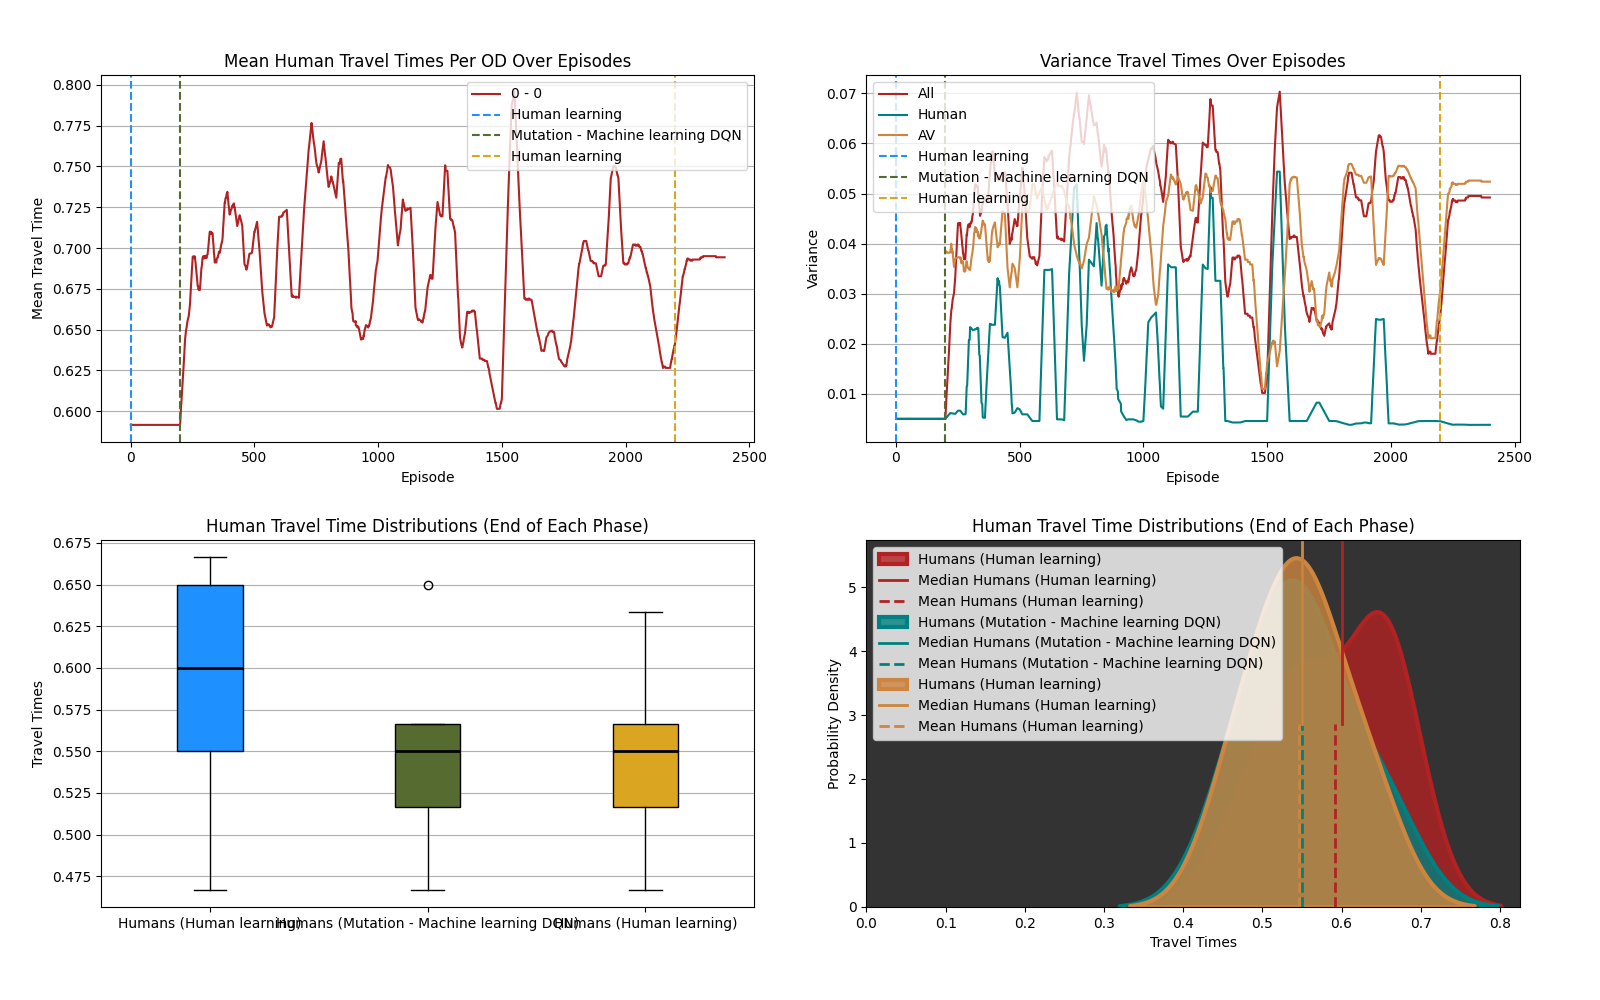 Mean Human Travel Times Per OD Over Episodes
0.800
0.775
0.750
0.725
0.700
0.675
0.650
0.625
0.600
Mean Travel Time
0 - 0
Human learning
Mutation - Machine learning DQN
Human learning
0 500 1000 1500 2000 2500
Episode
Variance Travel Times Over Episodes
0.07
0.06
0.05
0.04
0.03
0.02
0.01
Variance
All
Human
AV
Human learning
Mutation - Machine learning DQN
Human learning
0 500 1000 1500 2000 2500
Episode
Human Travel Time Distributions (End of Each Phase)
0.675
0.650
0.625
0.600
0.575
0.550
0.525
0.500
0.475
Travel Times
Humans (Human learning)
Humans (Mutation - Machine learning DQN)
Humans (Human learning)
Human Travel Time Distributions (End of Each Phase)
5
4
3
2
1
0
Probability Density
Humans (Human learning)
Median Humans (Human learning)
Mean Humans (Human learning)
Humans (Mutation - Machine learning DQN)
Median Humans (Mutation - Machine learning DQN)
Mean Humans (Mutation - Machine learning DQN)
Humans (Human learning)
Median Humans (Human learning)
Mean Humans (Human learning)
0.0 0.1 0.2 0.3 0.4 0.5 0.6 0.7 0.8
Travel Times